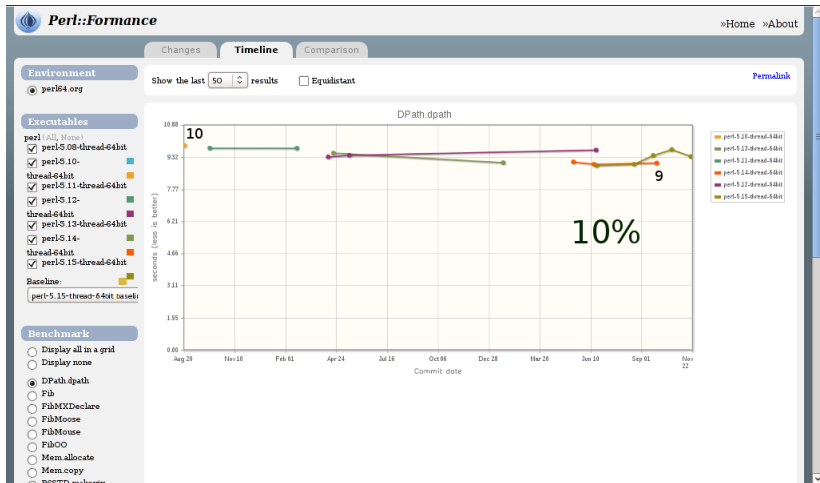 Perl::Formance
»Home »About
Changes Timeline Comparison
Environment
perl64.org
Executables
perl (All, None)
perl-5.08-thread-64bit
perl-5.10-
thread-64bit
perl-5.11-thread-64bit
perl-5.12-
thread-64bit
perl-5.13-thread-64bit
perl-5.14-
thread-64bit
perl-5.15-thread-64bit
Baseline:
perl-5.15-thread-64bit baselin
Benchmark
Display all in a grid
Display none
DPath.dpath
Fib
FibMXDeclare
FibMoose
FibMouse
FibOO
Mem.allocate
Mem.copy
Show the last 50 results Equidistant
Permalink
DPath.dpath
10.88
9.32
7.77
6.21
4.66
3.11
1.55
0.00
seconds (less is better)
10
9
10%
Aug 20 Nov 10 Feb 01 Apr 24 Jul 16 Oct 06 Dec 28 Mar 20 Jun 10 Sep 01 Nov
22
Commit date
perl-5.10-thread-64bit
perl-5.13-thread-64bit
perl-5.11-thread-64bit
perl-5.14-thread-64bit
perl-5.12-thread-64bit
perl-5.15-thread-64bit